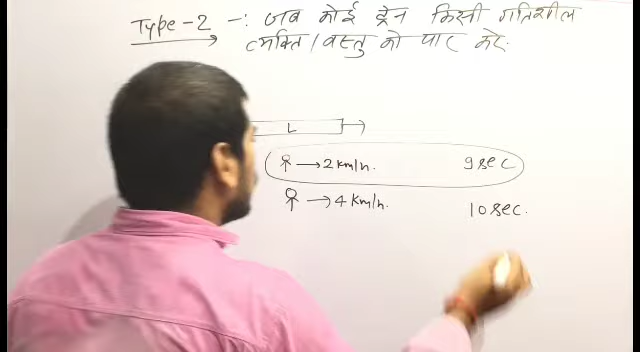 Type-2 -: जब कोई ट्रेन किसी गतिशील
व्यक्ति / वस्तु को पार करे.
L
→ 2 km/h. 9 sec
→ 4 km/h. 10 sec.